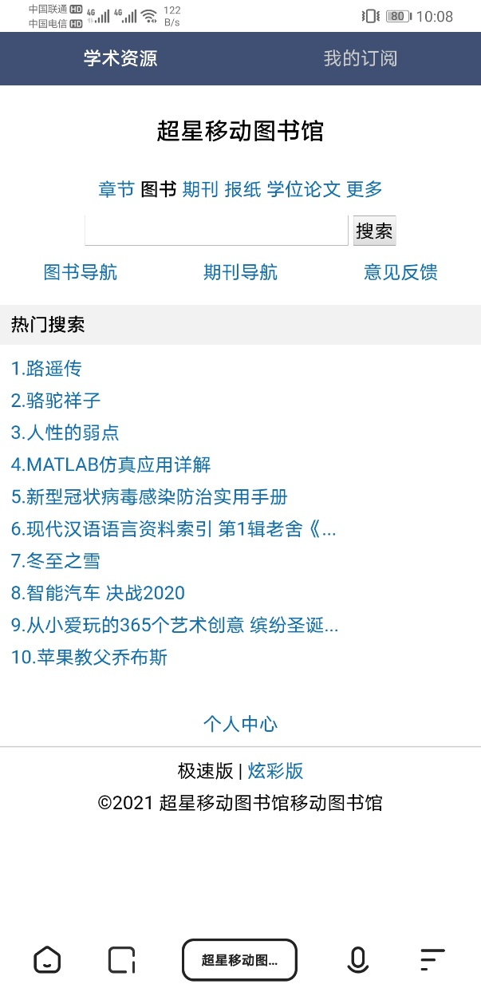 中国联通 HD 4G 4G 122
中国电信 HD B/s 80 10:08
学术资源 我的订阅
超星移动图书馆
章节 图书 期刊 报纸 学位论文 更多
搜索
图书导航 期刊导航 意见反馈
热门搜索
1.路遥传
2.骆驼祥子
3.人性的弱点
4.MATLAB仿真应用详解
5.新型冠状病毒感染防治实用手册
6.现代汉语语言资料索引 第1辑老舍《...
7.冬至之雪
8.智能汽车 决战2020
9.从小爱玩的365个艺术创意 缤纷圣诞...
10.苹果教父乔布斯
个人中心
极速版 | 炫彩版
©2021 超星移动图书馆移动图书馆
超星移动图...